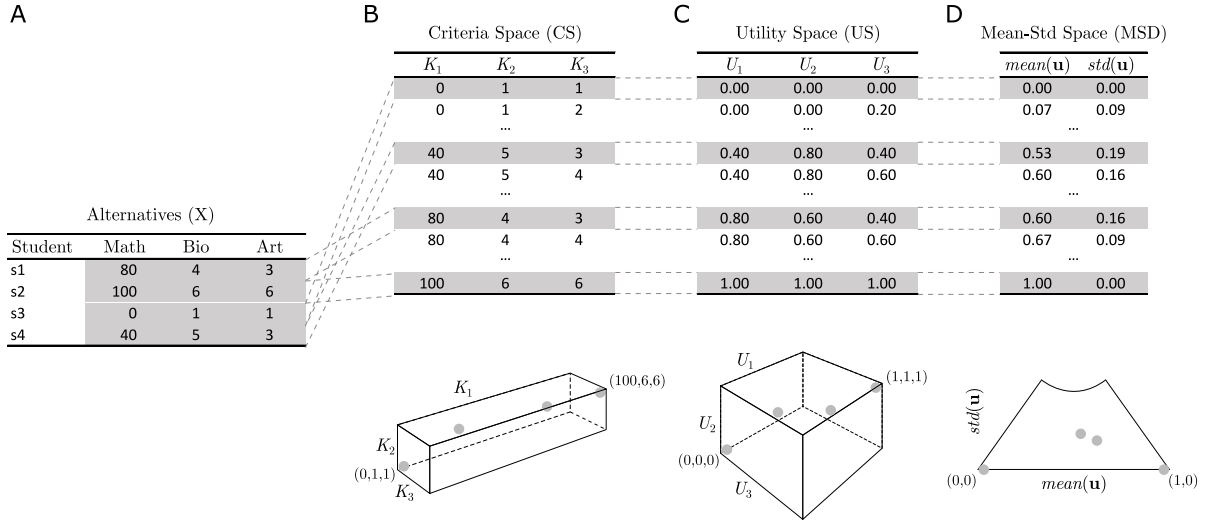 A
B
C
D
Criteria Space (CS)
K₁ K₂ K₃
0 1 1
0 1 2
...
40 5 3
40 5 4
...
80 4 3
80 4 4
...
100 6 6
Utility Space (US)
U₁ U₂ U₃
0.00 0.00 0.00
0.00 0.00 0.20
...
0.40 0.80 0.40
0.40 0.80 0.60
...
0.80 0.60 0.40
0.80 0.60 0.60
...
1.00 1.00 1.00
Mean-Std Space (MSD)
mean(u) std(u)
0.00 0.00
0.07 0.09
...
0.53 0.19
0.60 0.16
...
0.60 0.16
0.67 0.09
...
1.00 0.00
Alternatives (X)
Student Math Bio Art
s1 80 4 3
s2 100 6 6
s3 0 1 1
s4 40 5 3
K₁
(100,6,6)
K₂
(0,1,1)
K₃
U₁
(1,1,1)
U₂
(0,0,0)
U₃
std(u)
(0,0)
mean(u)
(1,0)